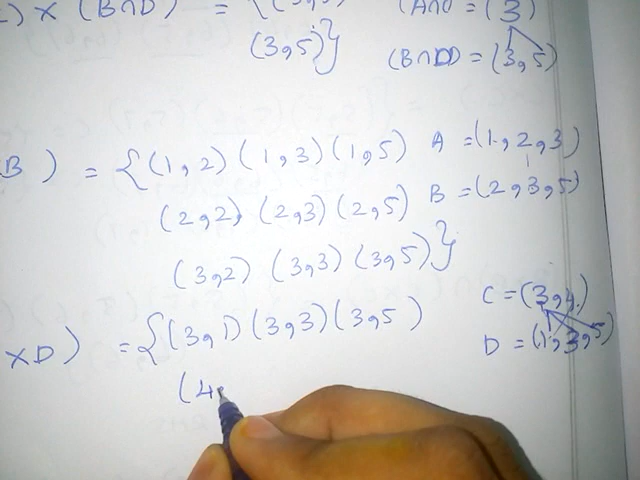 ) × (B∩D) = {(3,3)
(A∩C = (3)
(3,5)}
(B∩D) = (3,5)
B) = {(1,2) (1,3) (1,5) A = (1,2,3)
(2,2) (2,3) (2,5) B = (2,3,5)
(3,2) (3,3) (3,5)}
×D) = {(3,1) (3,3) (3,5)
C = (3,4)
D = (1,3,5)
(4,